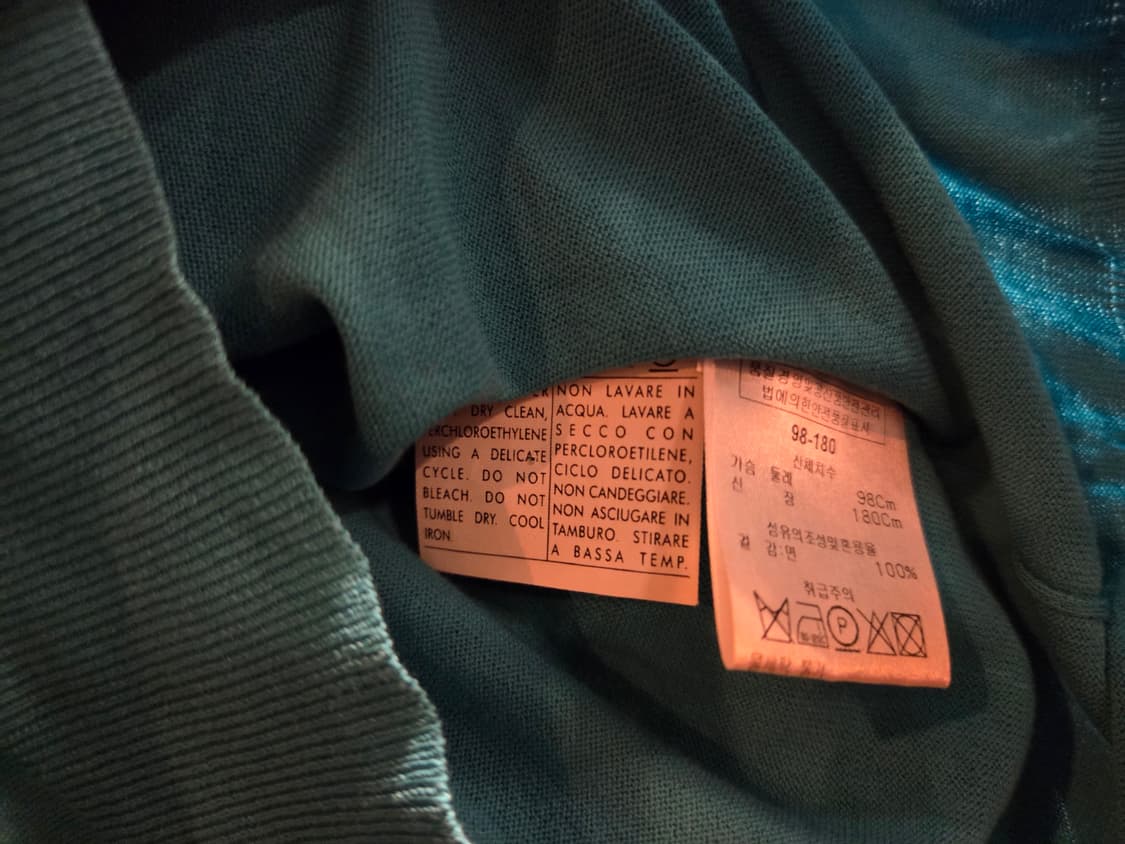 DRY CLEAN,
USING A DELICATE
CYCLE. DO NOT
BLEACH. DO NOT
TUMBLE DRY. COOL
IRON
NON LAVARE IN
ACQUA. LAVARE A
SECCO CON
PERCLOROETILENE,
CICLO DELICATO.
NON CANDEGGIARE.
NON ASCIUGARE IN
TAMBURO. STIRARE
A BASSA TEMP.
98-180
신체치수
가슴 둘레 98Cm
신 장 180Cm
섬유의조성및혼용율
겉 감:면 100%
취급주의
P